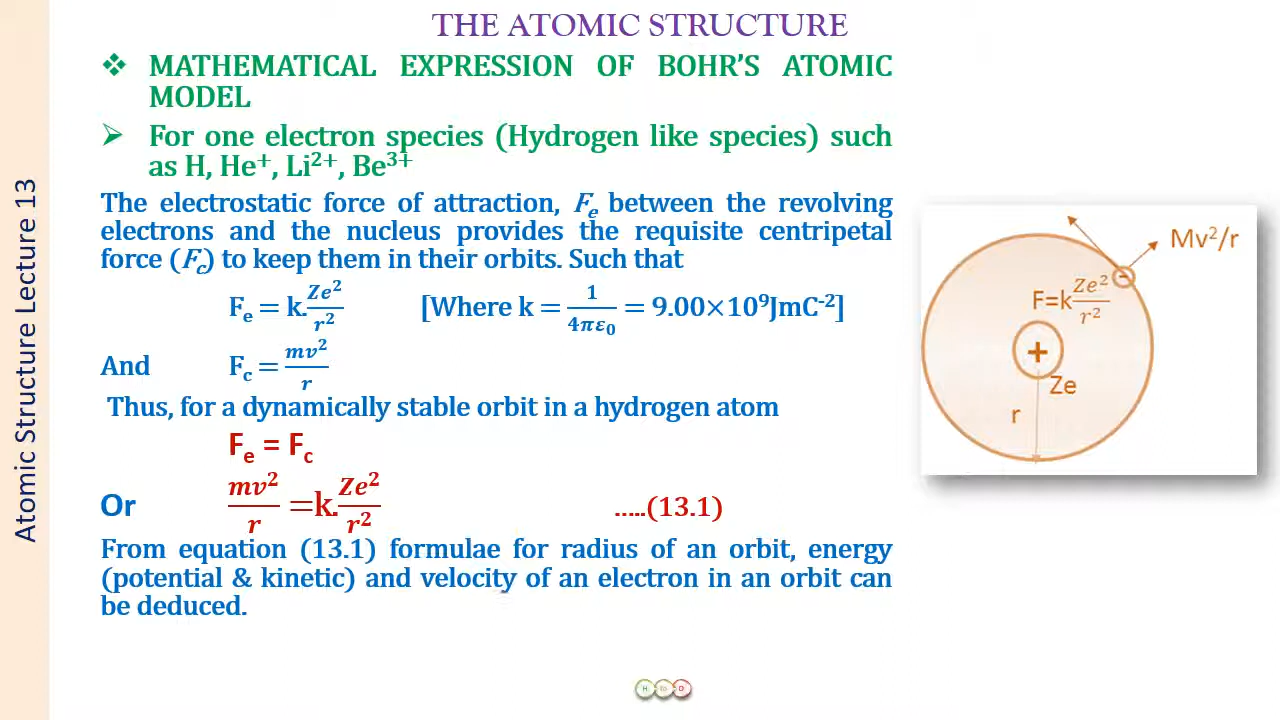 THE ATOMIC STRUCTURE
❖ MATHEMATICAL EXPRESSION OF BOHR'S ATOMIC
MODEL
➢ For one electron species (Hydrogen like species) such
as H, He⁺, Li²⁺, Be³⁺
The electrostatic force of attraction, Fₑ between the revolving
electrons and the nucleus provides the requisite centripetal
force (F_c) to keep them in their orbits. Such that
Fₑ = k.Ze²/r² [Where k = 1/4πε₀ = 9.00×10⁹JmC⁻²]
And F_c = mv²/r
Thus, for a dynamically stable orbit in a hydrogen atom
Fₑ = F_c
Or mv²/r =k.Ze²/r² .....(13.1)
From equation (13.1) formulae for radius of an orbit, energy
(potential & kinetic) and velocity of an electron in an orbit can
be deduced.
Atomic Structure Lecture 13
Mv²/r
-
F=k Ze²/r²
+
Ze
r
H to O